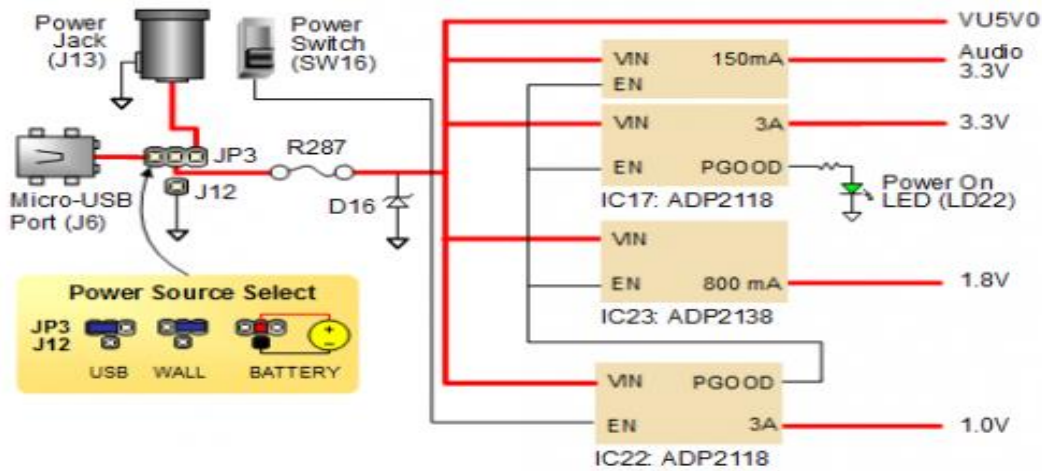 Power
Jack
(J13)
Power
Switch
(SW16)
VU5V0
VIN 150mA
EN
Audio
3.3V
VIN 3A
3.3V
EN PGOOD
IC17: ADP2118
Power On
LED (LD22)
JP3
R287
J12
D16
Micro-USB
Port (J6)
VIN
EN 800 mA
1.8V
IC23: ADP2138
Power Source Select
JP3
J12
+
−
USB WALL BATTERY
VIN PGOOD
EN 3A
1.0V
IC22: ADP2118